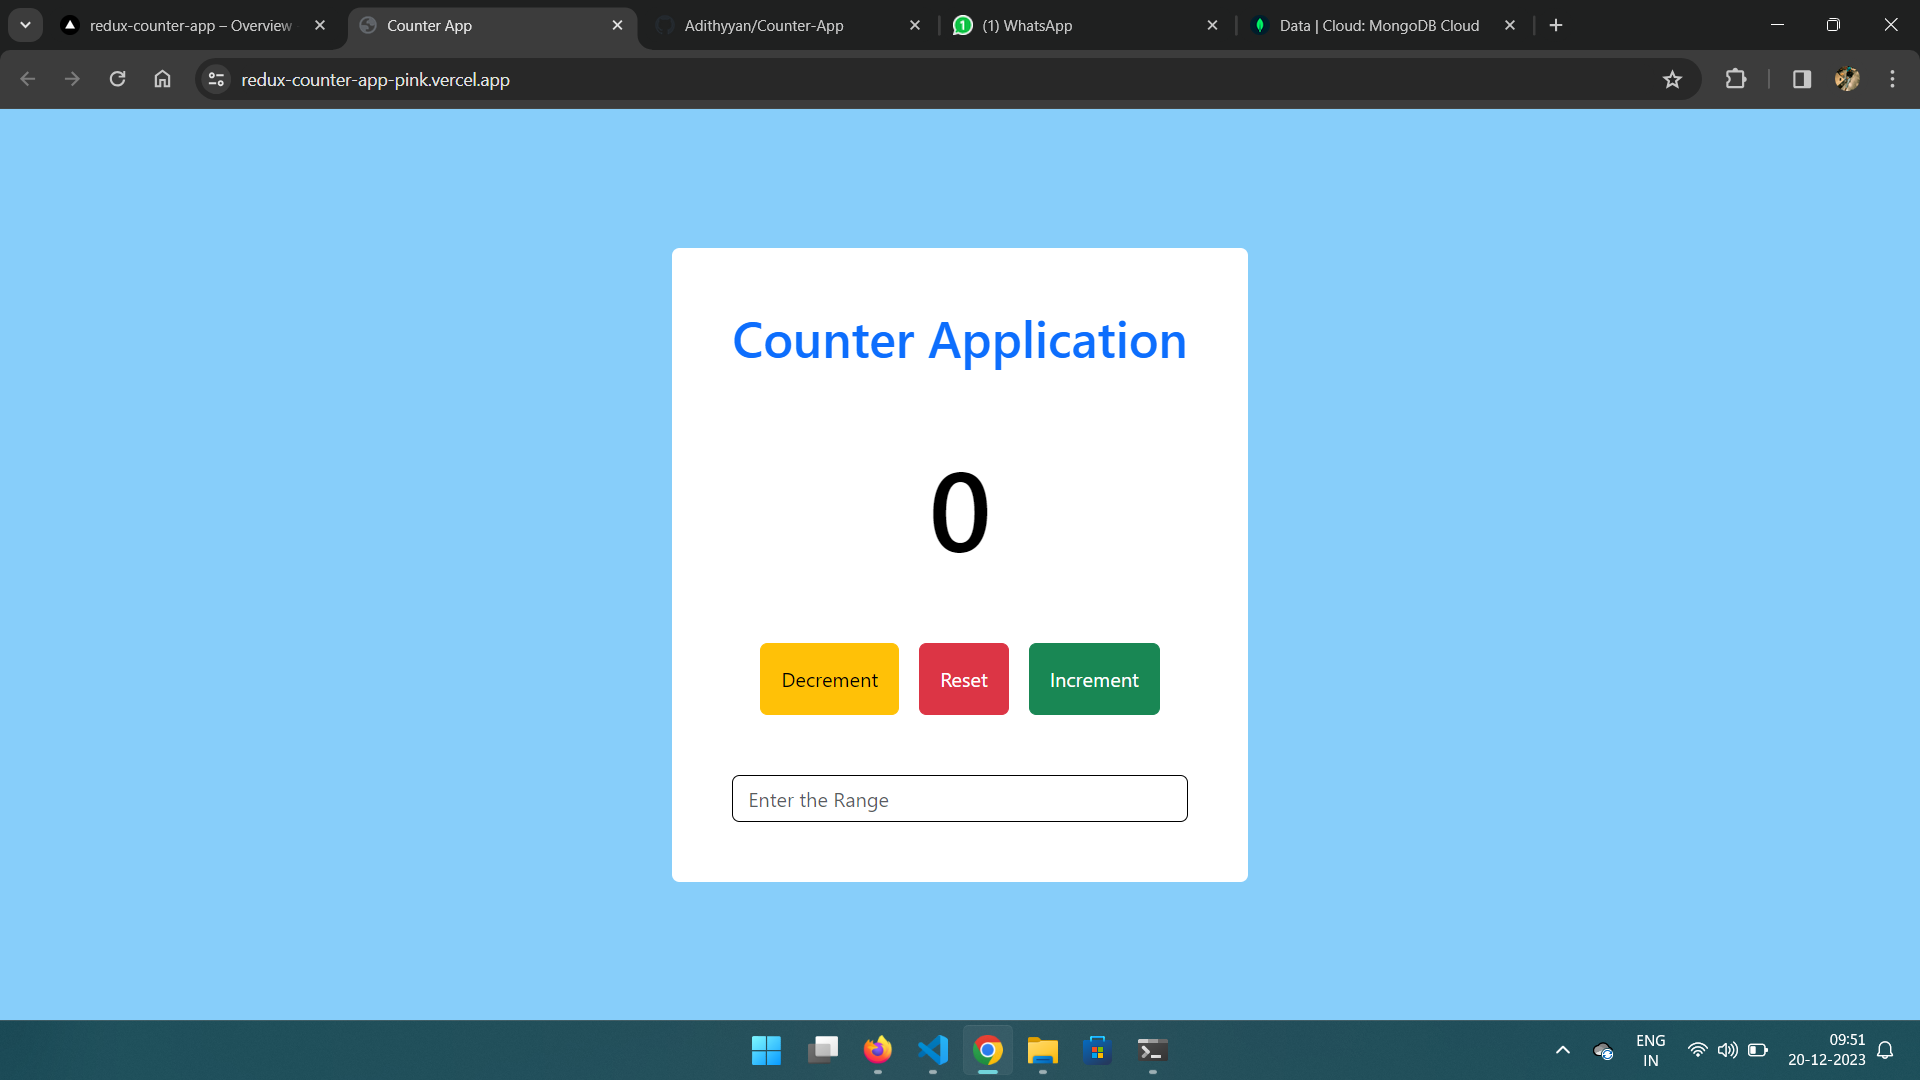 redux-counter-app – Overview
Counter App
Adithyyan/Counter-App
(1) WhatsApp
Data | Cloud: MongoDB Cloud
redux-counter-app-pink.vercel.app
Counter Application
0
Decrement
Reset
Increment
Enter the Range
ENG
IN
09:51
20-12-2023